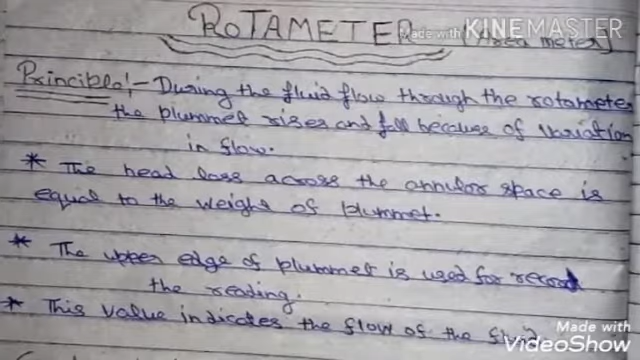 ROTAMETER (Area meter)
Made with KINEMASTER
Principle:- During the fluid flow through the rotameter
the plummet rises and fall because of variation
in flow.
* The head loss across the annular space is
equal to the weight of plummet.
* The upper edge of plummet is used for record
the reading.
* This value indicates the flow of the fluid
Made with
VideoShow